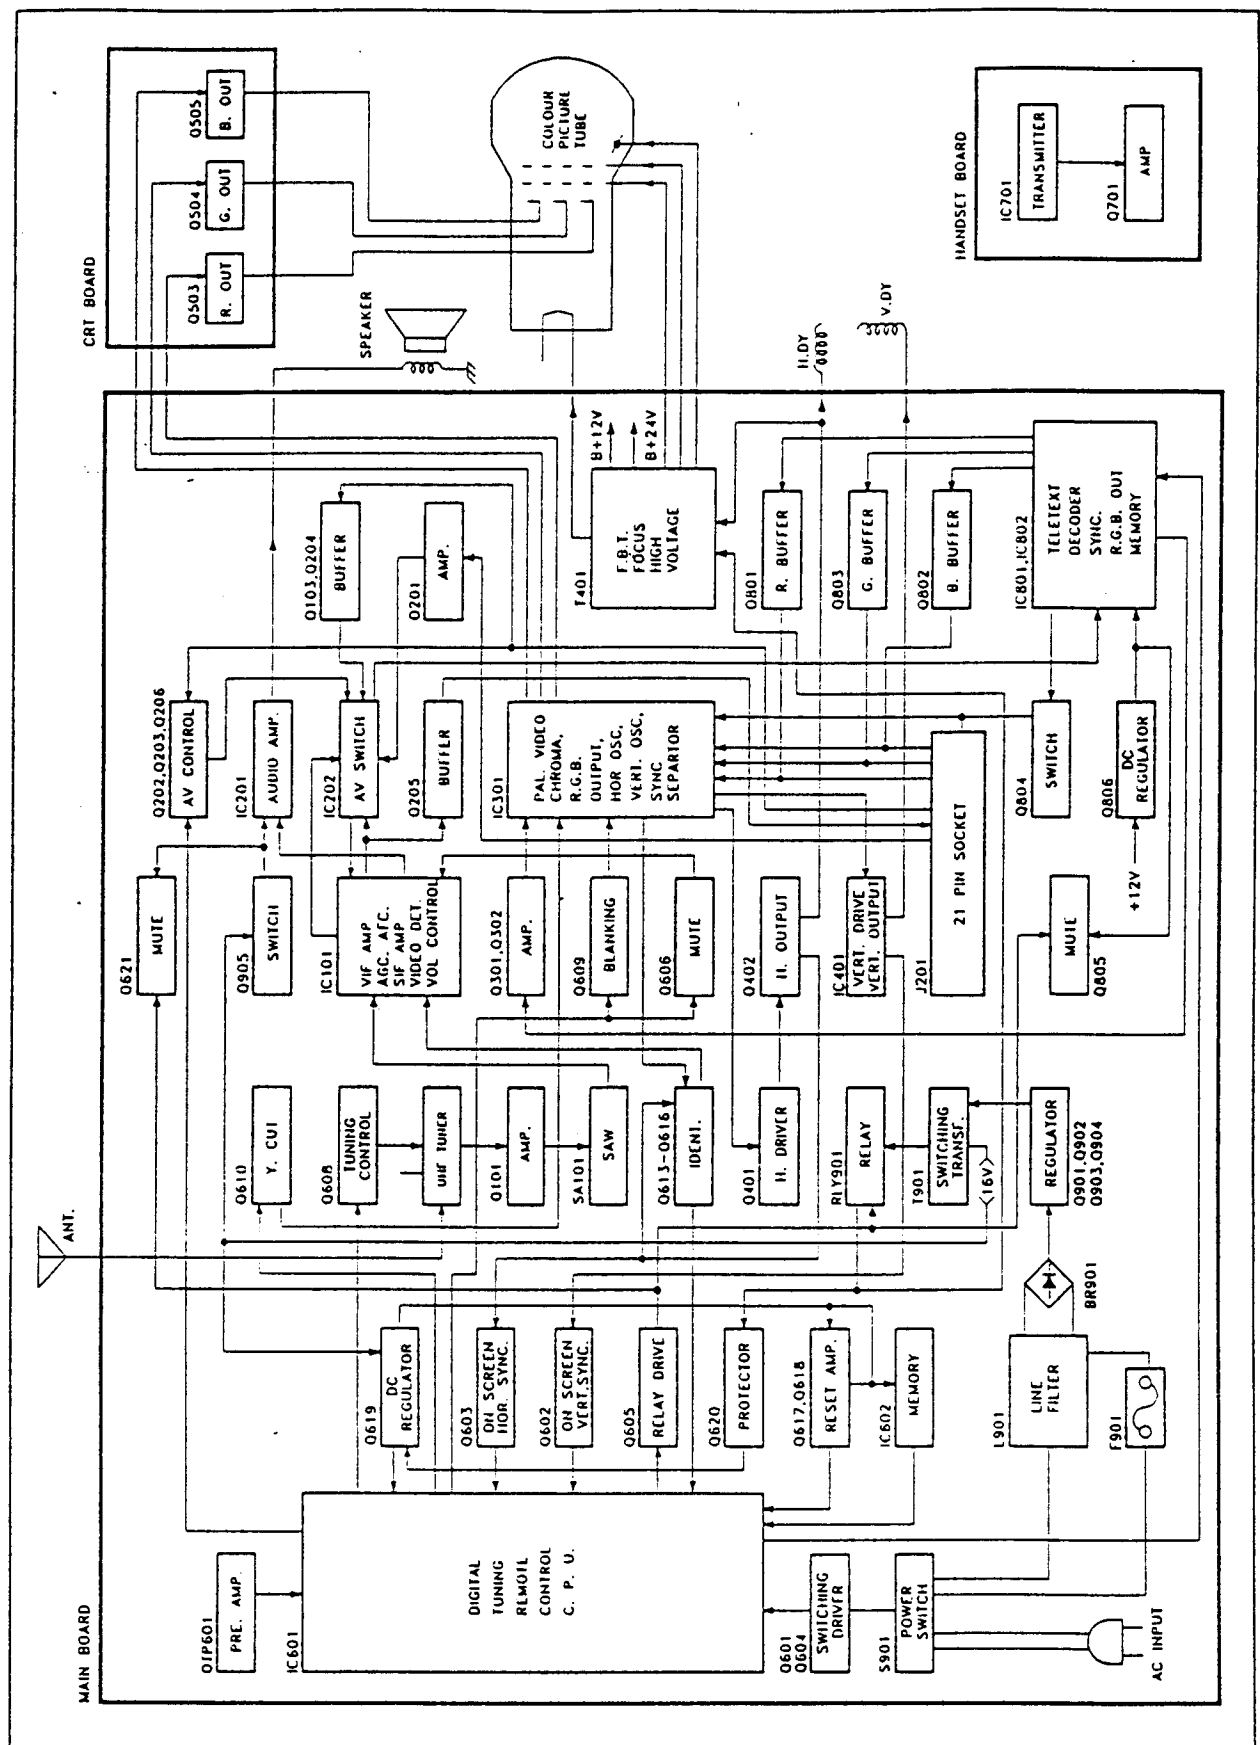 MAIN BOARD
ANT.
CRT BOARD
Q503
R. OUT
Q504
G. OUT
Q505
B. OUT
SPEAKER
COLOUR
PICTURE
TUBE
HANDSET BOARD
IC701
TRANSMITTER
Q701
AMP
H.DY
V.DY
PRE. AMP.
IC601
DIGITAL
TUNING
REMOTE
CONTROL
C. P. U.
Q601
Q604
SWITCHING
DRIVER
S901
POWER
SWITCH
AC INPUT
Q619
DC
REGULATOR
Q603
ON SCREEN
HOR. SYNC.
Q602
ON SCREEN
VERT.SYNC.
Q605
RELAY DRIVE
Q620
PROTECTOR
Q617,Q618
RESET AMP.
IC602
MEMORY
L901
LINE
FILTER
F901
BR901
Q610
Y. CUT
Q608
TUNING
CONTROL
UHF TUNER
Q101
AMP.
SA101
SAW
Q613-Q616
IDENT.
Q401
H. DRIVER
RLY901
RELAY
T901
SWITCHING
TRANSF.
<16V>
REGULATOR
Q901,Q902
Q903,Q904
Q621
MUTE
Q905
SWITCH
IC101
VIF AMP
AGC. AFC.
SIF AMP
VIDEO DET.
VOL CONTROL
Q301,Q302
AMP.
Q609
BLANKING
Q606
MUTE
Q402
H. OUTPUT
IC401
VERT. DRIVE
VERT. OUTPUT
J201
21 PIN SOCKET
MUTE
Q805
+12V
Q202,Q203,Q206
AV CONTROL
IC201
AUDIO AMP.
IC202
AV SWITCH
Q205
BUFFER
IC301
PAL. VIDEO
CHROMA,
R.G.B.
OUTPUT,
HOR OSC,
VERT. OSC,
SYNC
SEPARTOR
Q804
SWITCH
Q806
DC
REGULATOR
Q103,Q204
BUFFER
Q201
AMP.
T401
F.B.T.
FOCUS
HIGH
VOLTAGE
B+12V
B+24V
Q801
R. BUFFER
Q803
G. BUFFER
Q802
B. BUFFER
IC801,IC802
TELETEXT
DECODER
SYNC.
R.G.B. OUT
MEMORY